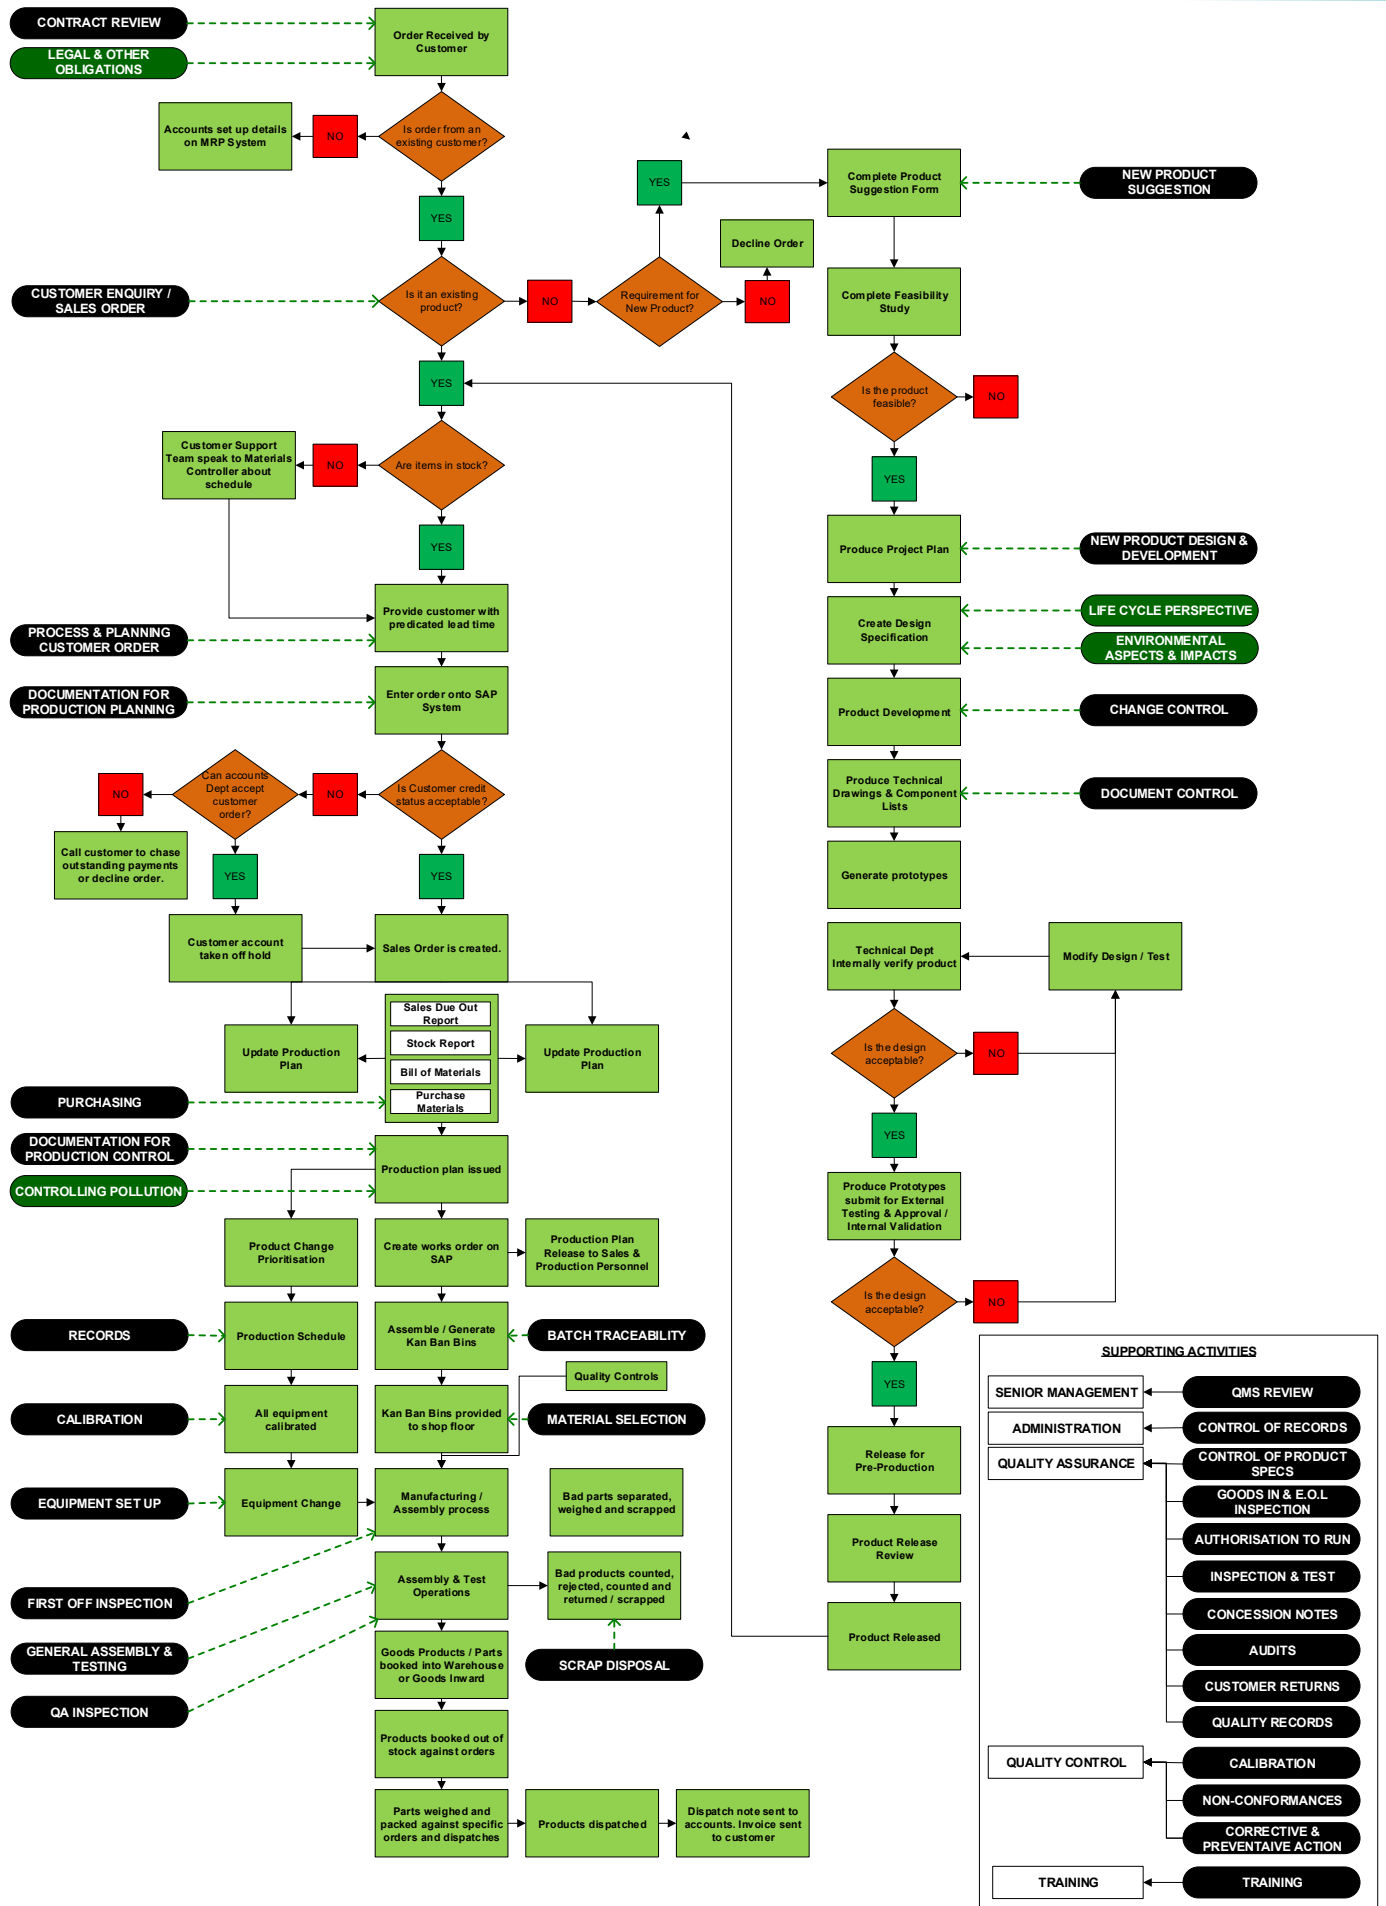 CONTRACT REVIEW
LEGAL & OTHER
OBLIGATIONS
Order Received by
Customer
Accounts set up details
on MRP System
NO
Is order from an
existing customer?
YES
CUSTOMER ENQUIRY /
SALES ORDER
Is it an existing
product?
NO
Requirement for
New Product?
YES
NO
Decline Order
YES
Customer Support
Team speak to Materials
Controller about
schedule
NO
Are items in stock?
YES
Provide customer with
predicated lead time
PROCESS & PLANNING
CUSTOMER ORDER
DOCUMENTATION FOR
PRODUCTION PLANNING
Enter order onto SAP
System
NO
Can accounts
Dept accept
customer
order?
NO
Is Customer credit
status acceptable?
Call customer to chase
outstanding payments
or decline order.
YES
YES
Customer account
taken off hold
Sales Order is created.
Update Production
Plan
Sales Due Out
Report
Stock Report
Bill of Materials
Purchase
Materials
Update Production
Plan
PURCHASING
DOCUMENTATION FOR
PRODUCTION CONTROL
CONTROLLING POLLUTION
Production plan issued
Product Change
Prioritisation
Create works order on
SAP
Production Plan
Release to Sales &
Production Personnel
RECORDS
Production Schedule
Assemble / Generate
Kan Ban Bins
BATCH TRACEABILITY
Quality Controls
CALIBRATION
All equipment
calibrated
Kan Ban Bins provided
to shop floor
MATERIAL SELECTION
EQUIPMENT SET UP
Equipment Change
Manufacturing /
Assembly process
Bad parts separated,
weighed and scrapped
FIRST OFF INSPECTION
Assembly & Test
Operations
Bad products counted,
rejected, counted and
returned / scrapped
GENERAL ASSEMBLY &
TESTING
Goods Products / Parts
booked into Warehouse
or Goods Inward
SCRAP DISPOSAL
QA INSPECTION
Products booked out of
stock against orders
Parts weighed and
packed against specific
orders and dispatches
Products dispatched
Dispatch note sent to
accounts. Invoice sent
to customer
Complete Product
Suggestion Form
NEW PRODUCT
SUGGESTION
Complete Feasibility
Study
Is the product
feasible?
NO
YES
Produce Project Plan
NEW PRODUCT DESIGN &
DEVELOPMENT
Create Design
Specification
LIFE CYCLE PERSPECTIVE
ENVIRONMENTAL
ASPECTS & IMPACTS
Product Development
CHANGE CONTROL
Produce Technical
Drawings & Component
Lists
DOCUMENT CONTROL
Generate prototypes
Technical Dept
Internally verify product
Modify Design / Test
Is the design
acceptable?
NO
YES
Produce Prototypes
submit for External
Testing & Approval /
Internal Validation
Is the design
acceptable?
NO
YES
Release for
Pre-Production
Product Release
Review
Product Released
SUPPORTING ACTIVITIES
SENIOR MANAGEMENT
QMS REVIEW
ADMINISTRATION
CONTROL OF RECORDS
QUALITY ASSURANCE
CONTROL OF PRODUCT
SPECS
GOODS IN & E.O.L
INSPECTION
AUTHORISATION TO RUN
INSPECTION & TEST
CONCESSION NOTES
AUDITS
CUSTOMER RETURNS
QUALITY RECORDS
QUALITY CONTROL
CALIBRATION
NON-CONFORMANCES
CORRECTIVE &
PREVENTAIVE ACTION
TRAINING
TRAINING